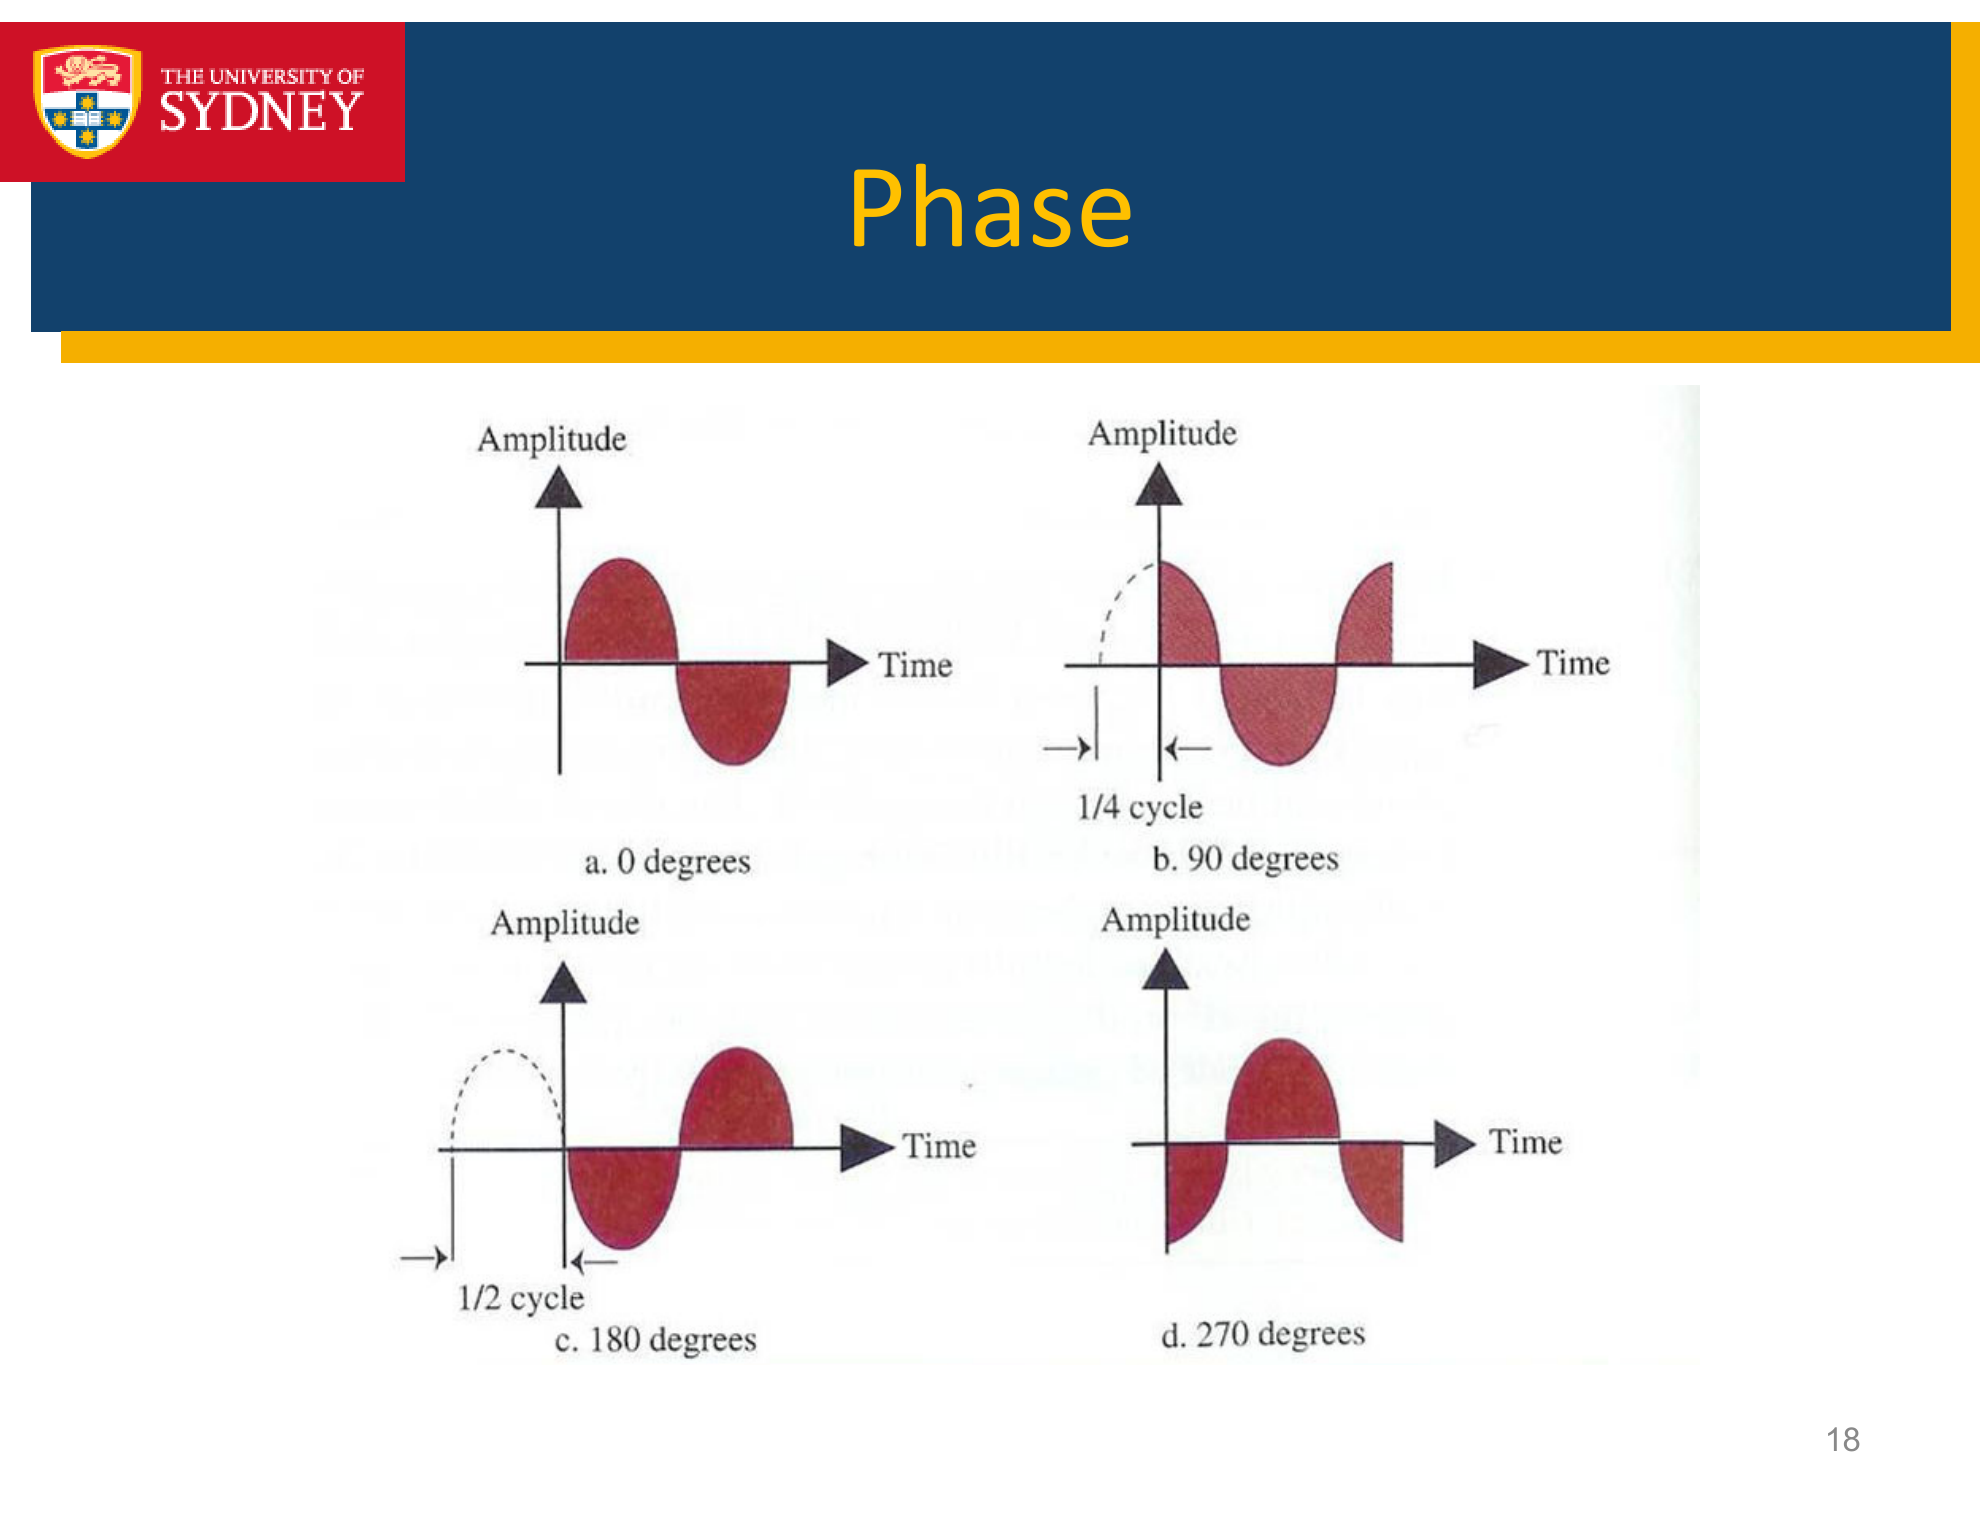 THE UNIVERSITY OF
SYDNEY
Phase
Amplitude
Time
a. 0 degrees
Amplitude
Time
1/4 cycle
b. 90 degrees
Amplitude
Time
1/2 cycle
c. 180 degrees
Amplitude
Time
d. 270 degrees
18